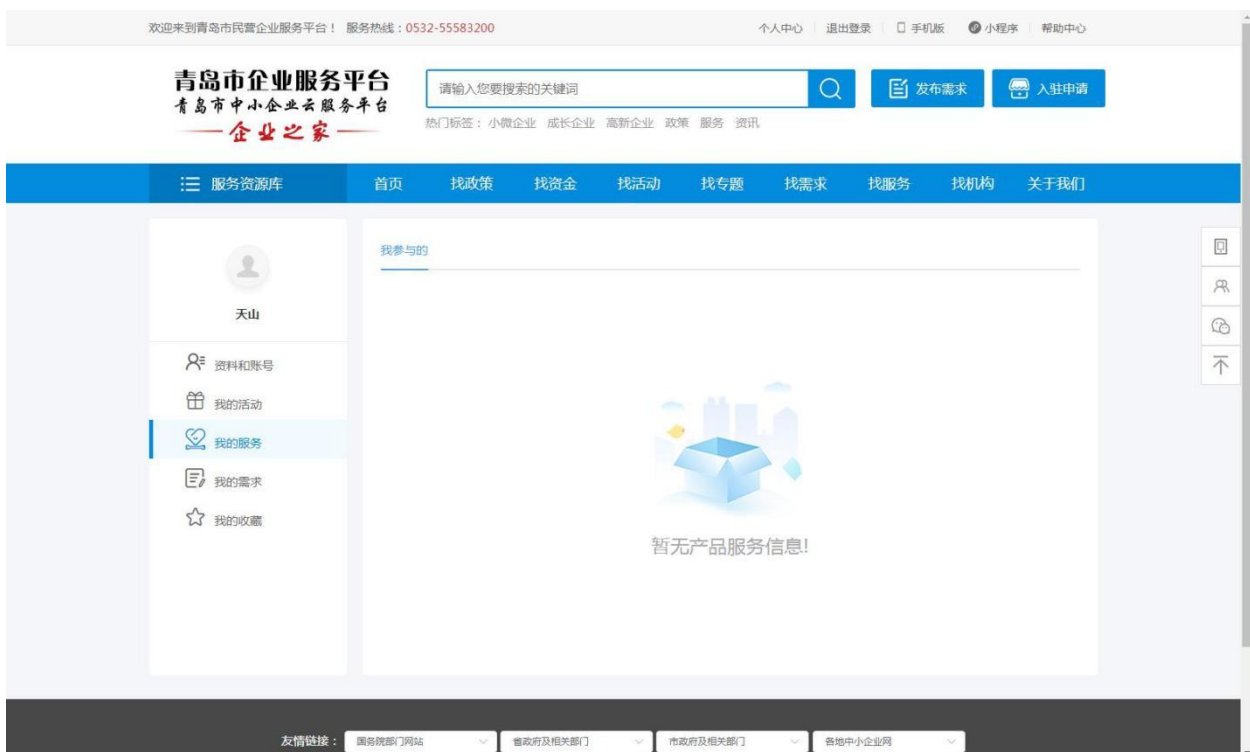 欢迎来到青岛市民营企业服务平台！ 服务热线：0532-55583200
个人中心 退出登录 手机版 小程序 帮助中心
青岛市企业服务平台
青岛市中小企业云服务平台
企业之家
请输入您要搜索的关键词
发布需求
入驻申请
热门标签：小微企业 成长企业 高新企业 政策 服务 资讯
服务资源库 首页 找政策 找资金 找活动 找专题 找需求 找服务 找机构 关于我们
天山
资料和账号
我的活动
我的服务
我的需求
我的收藏
我参与的
暂无产品服务信息!
友情链接： 国务院部门网站 省政府及相关部门 市政府及相关部门 各地中小企业网